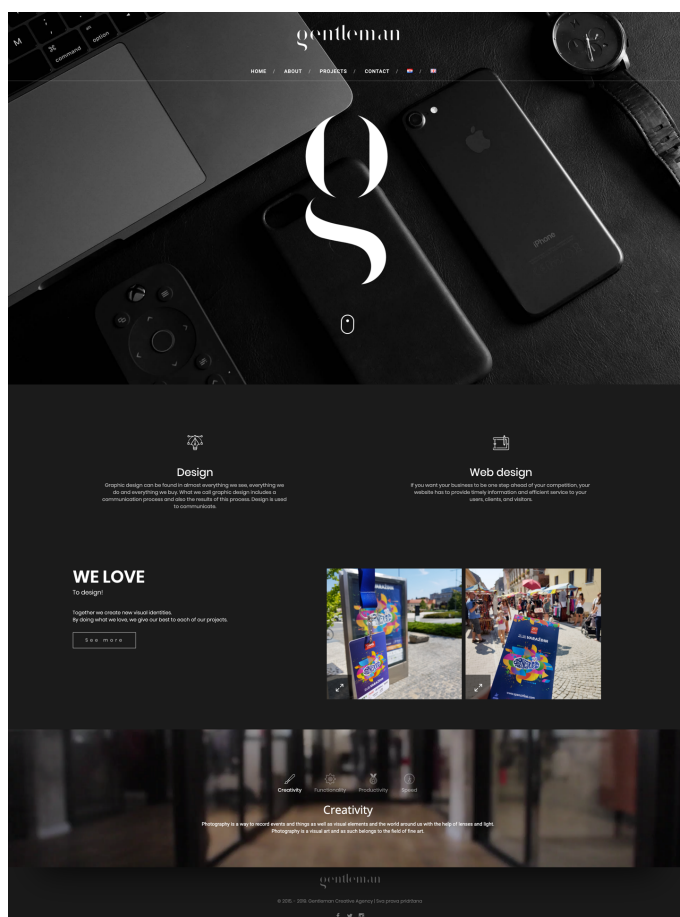 gentleman
HOME / ABOUT / PROJECTS / CONTACT / /
M
command
option
g
iPhone
Design
Graphic design can be found in almost everything we see, everything we
do and everything we buy. What we call graphic design includes a
communication process and also the results of this process. Design is used
to communicate.
Web design
If you want your business to be one step ahead of your competition, your
website has to provide timely information and efficient service to your
users, clients, and visitors.
WE LOVE
To design!
Together we create new visual identities.
By doing what we love, we give our best to each of our projects.
See more
Creativity Functionality Productivity Speed
Creativity
Photography is a way to record events and things as well as visual elements and the world around us with the help of lenses and light.
Photography is a visual art and as such belongs to the field of fine art.
gentleman
© 2015. - 2019. Gentleman Creative Agency | Sva prava pridržana